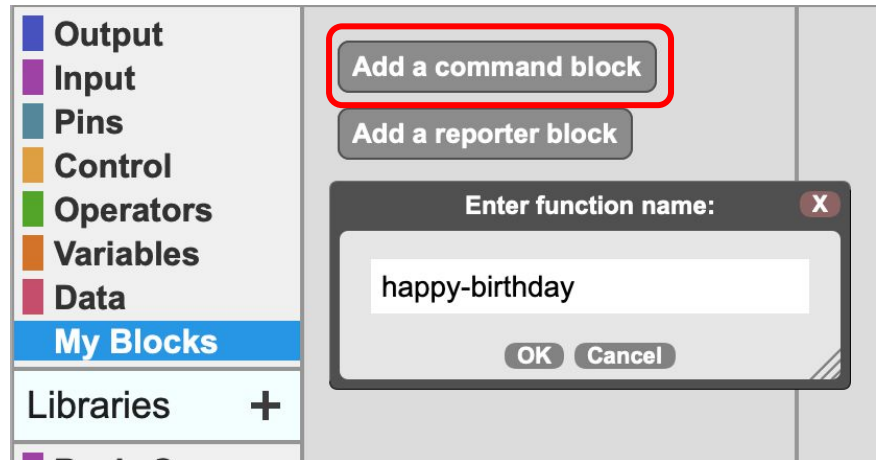 Output
Input
Pins
Control
Operators
Variables
Data
My Blocks
Libraries +
Add a command block
Add a reporter block
Enter function name:
X
happy-birthday
OK Cancel